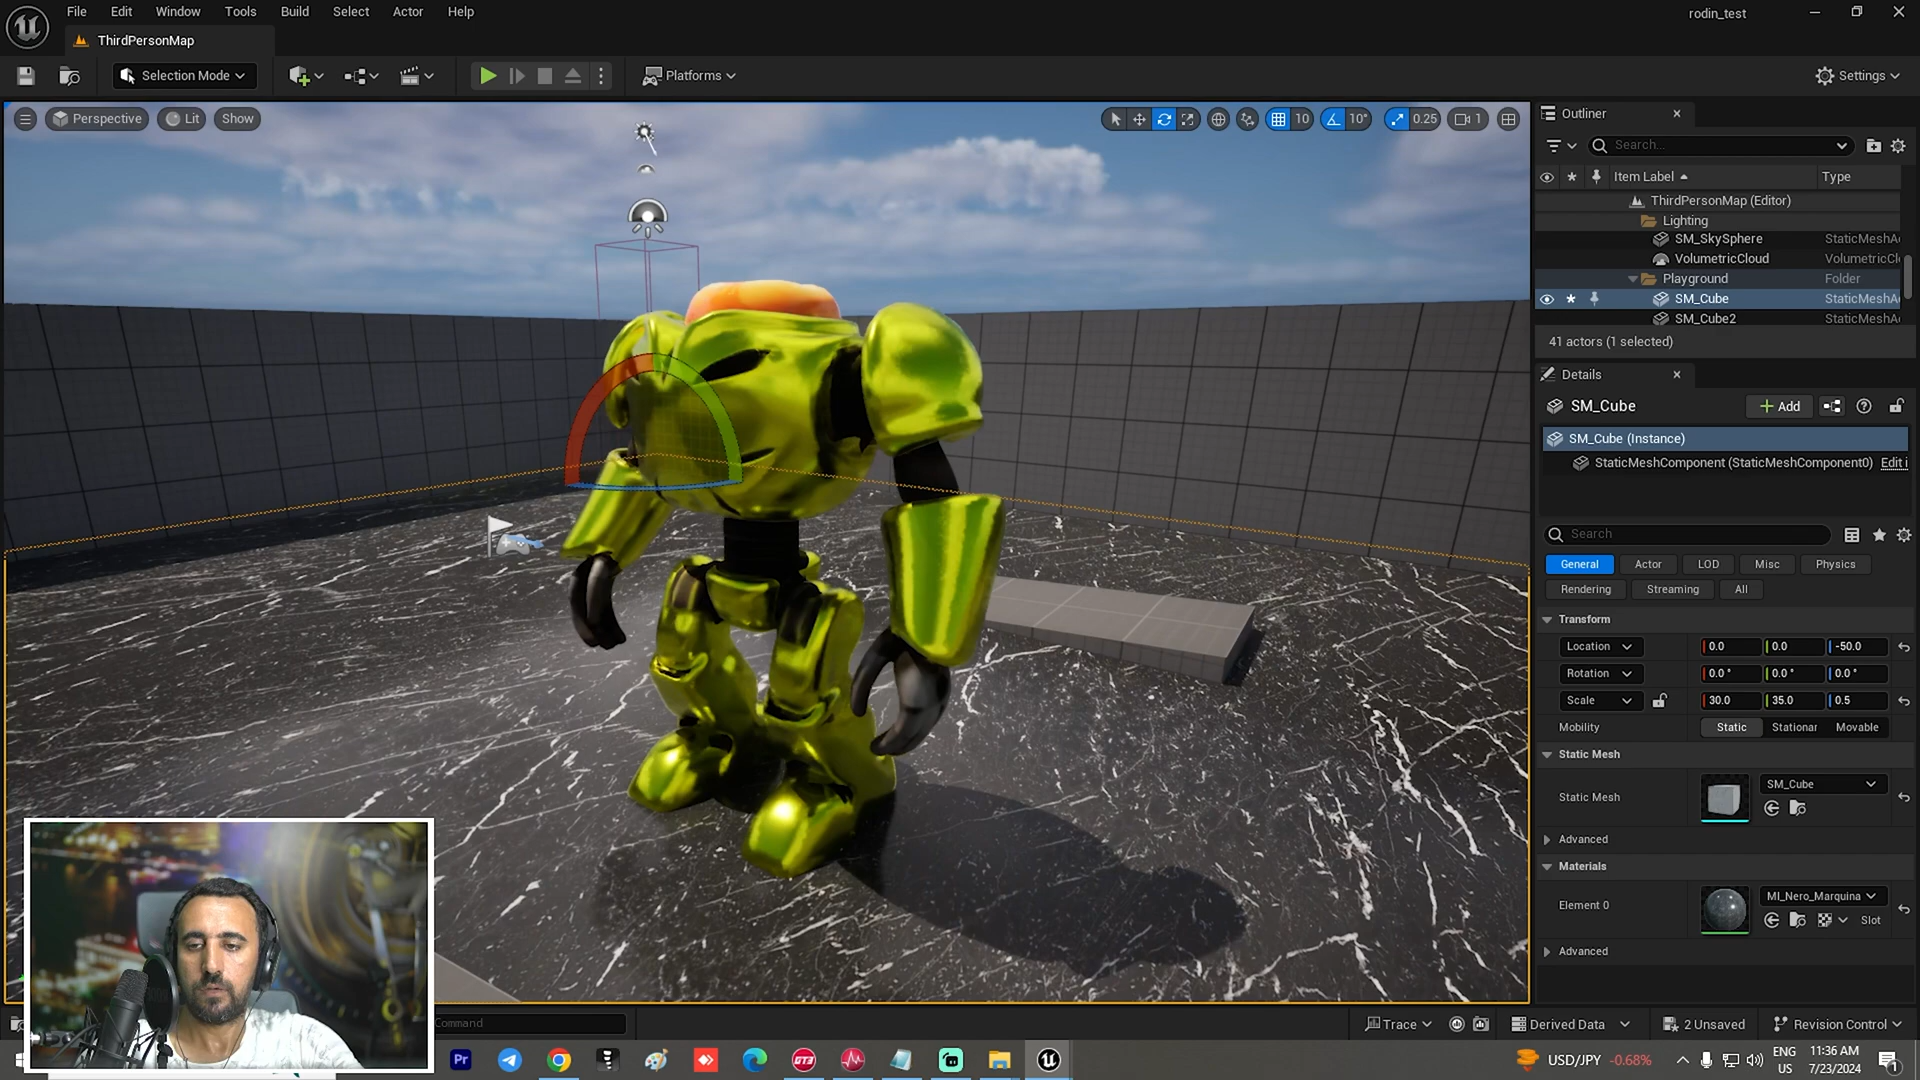 File Edit Window Tools Build Select Actor Help
rodin_test
ThirdPersonMap
Selection Mode
Platforms
Settings
Perspective
Lit
Show
10
10°
0.25
1
Outliner
Search...
Item Label
Type
ThirdPersonMap (Editor)
Lighting
SM_SkySphere StaticMeshA
VolumetricCloud VolumetricCl
Playground Folder
SM_Cube StaticMeshA
SM_Cube2 StaticMeshA
41 actors (1 selected)
Details
SM_Cube
Add
SM_Cube (Instance)
StaticMeshComponent (StaticMeshComponent0) Edit i
Search
General Actor LOD Misc Physics
Rendering Streaming All
Transform
Location 0.0 0.0 -50.0
Rotation 0.0 ° 0.0 ° 0.0 °
Scale 30.0 35.0 0.5
Mobility Static Stationar Movable
Static Mesh
Static Mesh SM_Cube
Advanced
Materials
Element 0 MI_Nero_Marquina
Slot
Advanced
Command
Trace
Derived Data
2 Unsaved
Revision Control
Pr
USD/JPY -0.68%
ENG
US
11:36 AM
7/23/2024
1